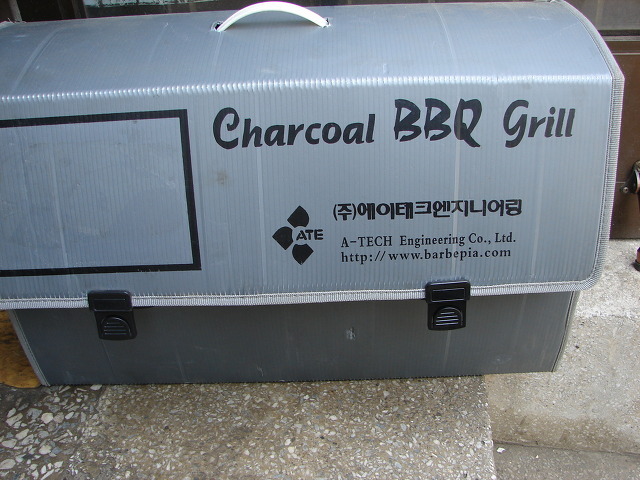 Charcoal BBQ Grill
ATE
(주)에이테크엔지니어링
A-TECH Engineering Co., Ltd.
http://www.barbepia.com